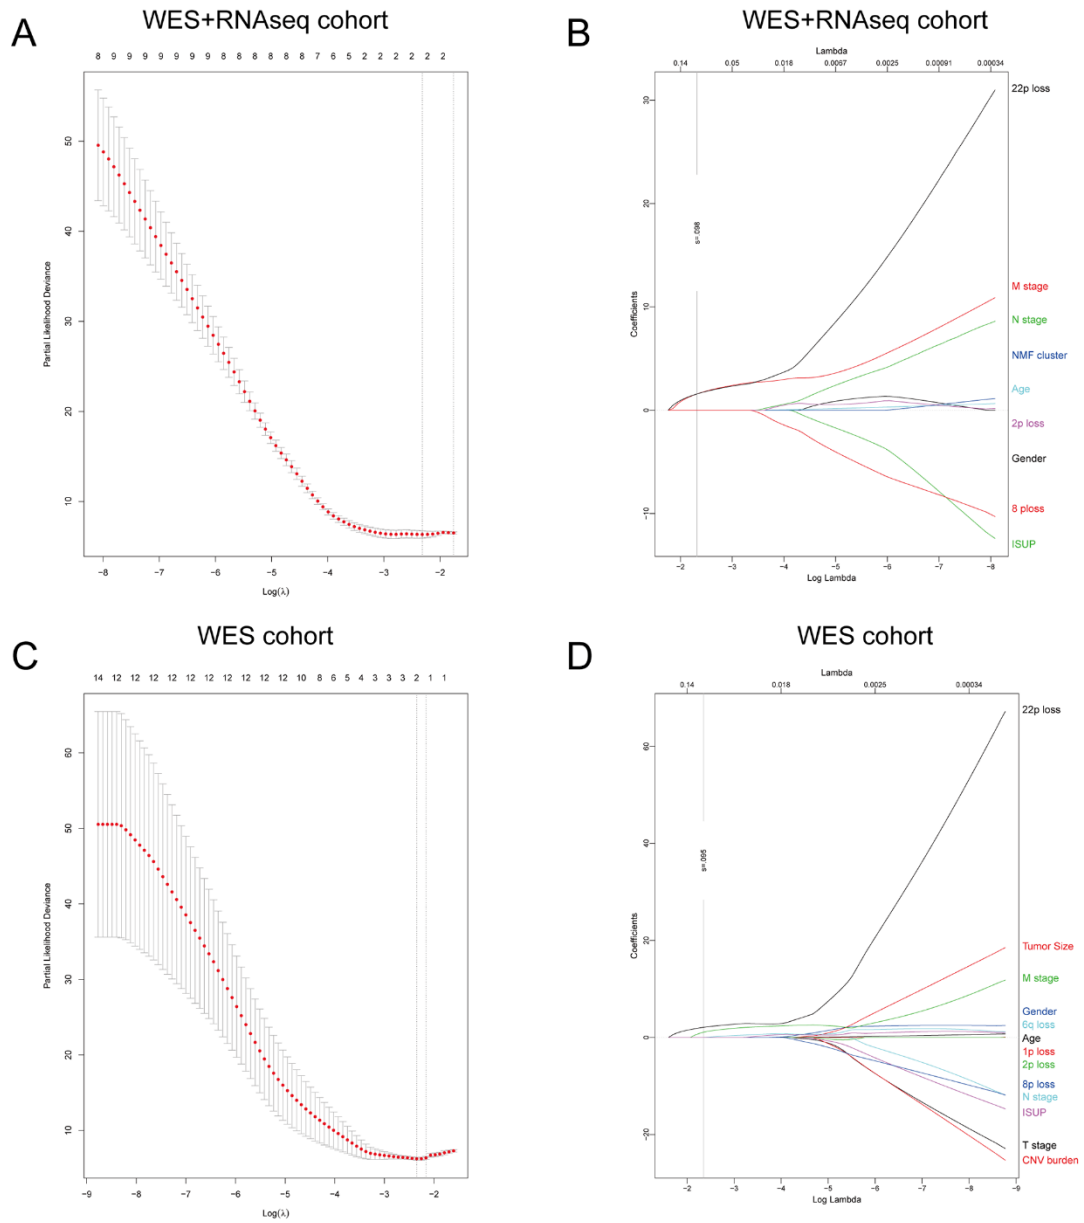 A
WES+RNAseq cohort
8 9 9 9 9 9 9 9 8 8 8 8 8 8 7 6 5 2 2 2 2 2 2
Partial Likelihood Deviance
50
40
30
20
10
−8 −7 −6 −5 −4 −3 −2
Log(λ)
B
WES+RNAseq cohort
Lambda
0.14 0.05 0.018 0.0067 0.0025 0.00091 0.00034
Coefficients
30
20
10
0
−10
s=.098
22p loss
M stage
N stage
NMF cluster
Age
2p loss
Gender
8 ploss
ISUP
−2 −3 −4 −5 −6 −7 −8
Log Lambda
C
WES cohort
14 12 12 12 12 12 12 12 12 12 12 10 8 6 5 4 3 3 3 2 1 1
Partial Likelihood Deviance
60
50
40
30
20
10
−9 −8 −7 −6 −5 −4 −3 −2
Log(λ)
D
WES cohort
Lambda
0.14 0.018 0.0025 0.00034
Coefficients
60
40
20
0
−20
s=.095
22p loss
Tumor Size
M stage
Gender
6q loss
Age
1p loss
2p loss
8p loss
N stage
ISUP
T stage
CNV burden
−2 −3 −4 −5 −6 −7 −8 −9
Log Lambda